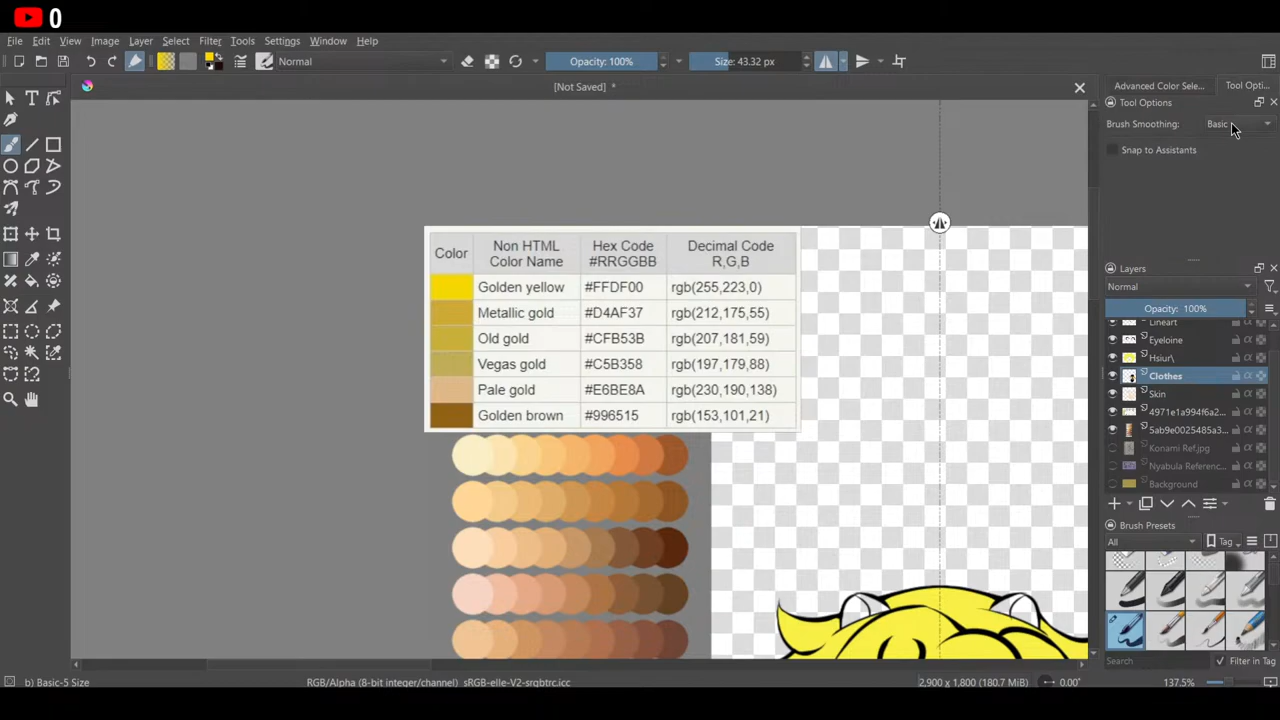 0
File Edit View Image Layer Select Filter Tools Settings Window Help
Normal
Opacity: 100%
Size: 43.32 px
[Not Saved] *
Advanced Color Sele...
Tool Opti...
Tool Options
Brush Smoothing:
Basic
Snap to Assistants
Color
Non HTML
Color Name
Hex Code
#RRGGBB
Decimal Code
R,G,B
Golden yellow #FFDF00 rgb(255,223,0)
Metallic gold #D4AF37 rgb(212,175,55)
Old gold #CFB53B rgb(207,181,59)
Vegas gold #C5B358 rgb(197,179,88)
Pale gold #E6BE8A rgb(230,190,138)
Golden brown #996515 rgb(153,101,21)
Layers
Normal
Opacity: 100%
Lineart
Eyeloine
Hsiur\
Clothes
Skin
4971e1a994f6a2...
5ab9e0025485a3...
Konami Ref.jpg
Nyabula Referenc...
Background
Brush Presets
All
Tag
Search
Filter in Tag
b) Basic-5 Size
RGB/Alpha (8-bit integer/channel) sRGB-elle-V2-srgbtrc.icc
2,900 x 1,800 (180.7 MiB)
0.00°
137.5%